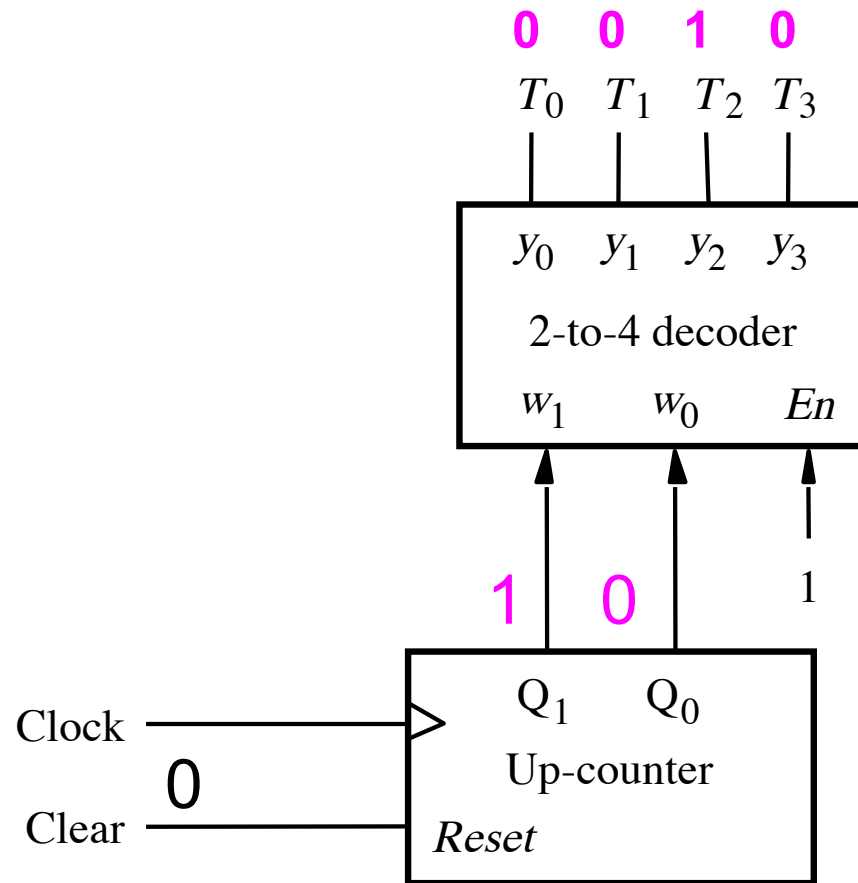 0 0 1 0
T0 T1 T2 T3
y0 y1 y2 y3
2-to-4 decoder
w1 w0 En
1 0 1
Q1 Q0
Clock
Up-counter
0
Clear Reset